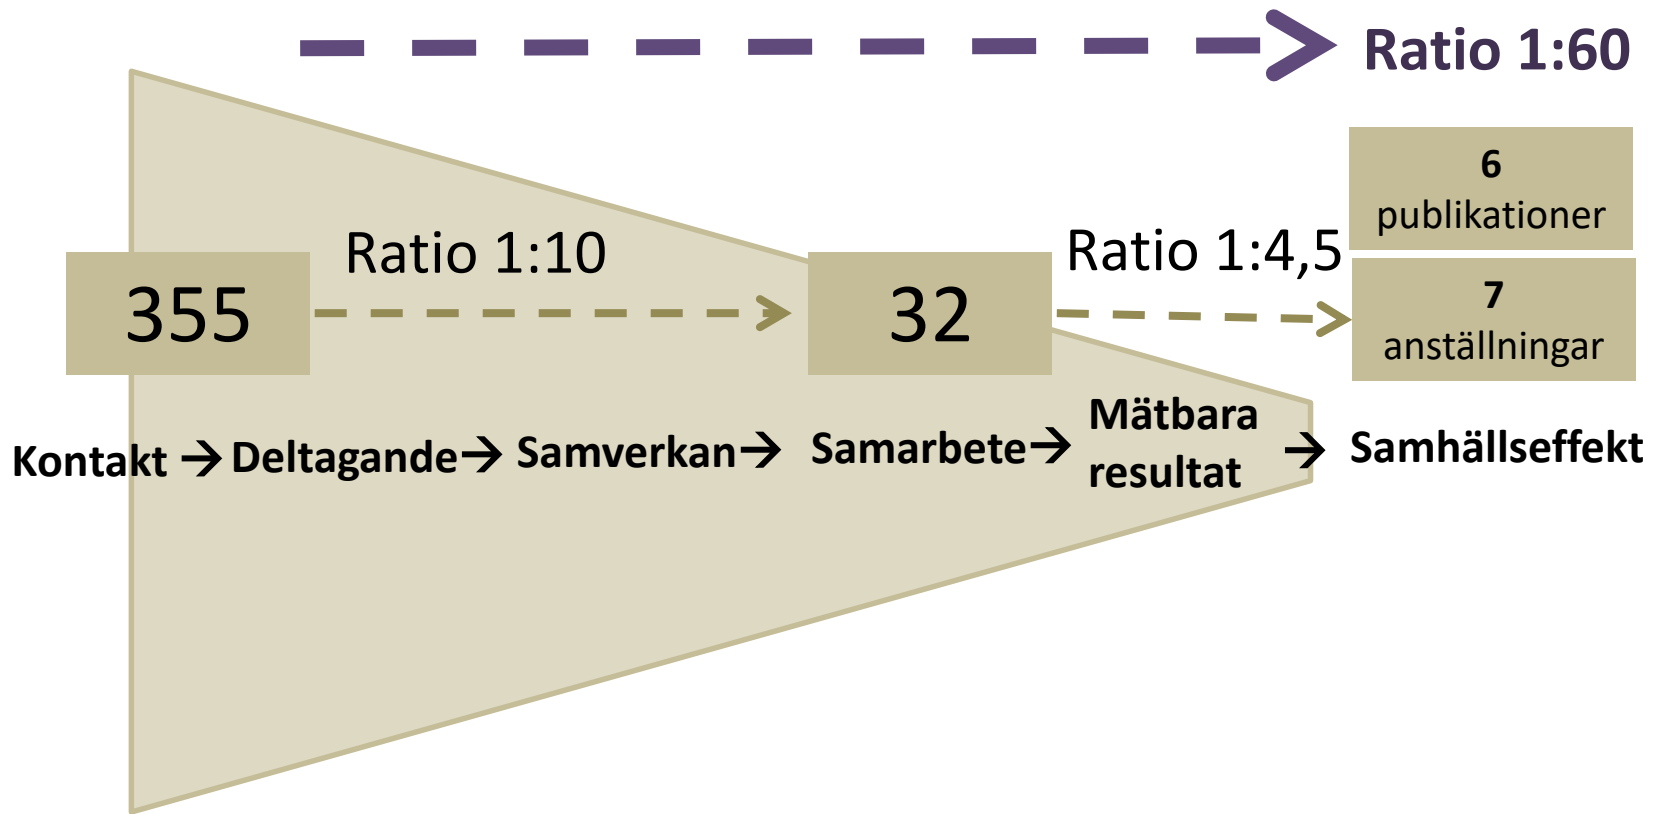 Ratio 1:60
6
publikationer
Ratio 1:10
Ratio 1:4,5
355
32
7
anställningar
Kontakt → Deltagande → Samverkan → Samarbete → Mätbara resultat → Samhällseffekt